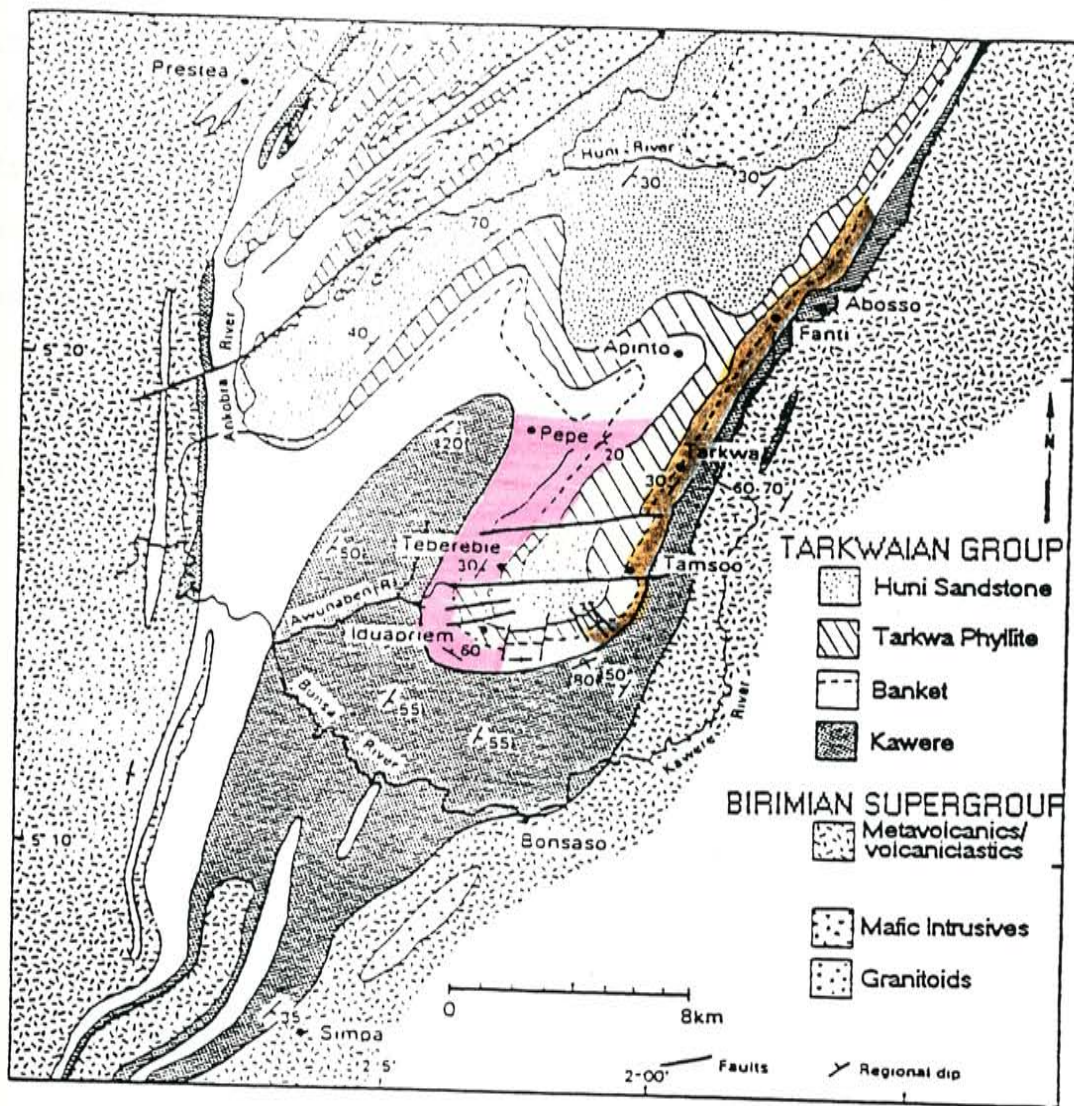 Prestea
Huni River
30
30
70
40
Ankobra River
5 20
Abosso
Fanti
Apinto
20
Pepe
20
Tarkwa
30
60
70
N
50
Teberebie
30
Tamsoo
Awunaben Ri
Iduapriem
60
80
50
55
55
Bunsa River
Kawere River
5 10
Bonsaso
35
Simpa
2 5'
2 00'
0
8km
TARKWAIAN GROUP
Huni Sandstone
Tarkwa Phyllite
Banket
Kawere
BIRIMIAN SUPERGROUP
Metavolcanics/
volcaniclastics
Mafic Intrusives
Granitoids
Faults
Regional dip